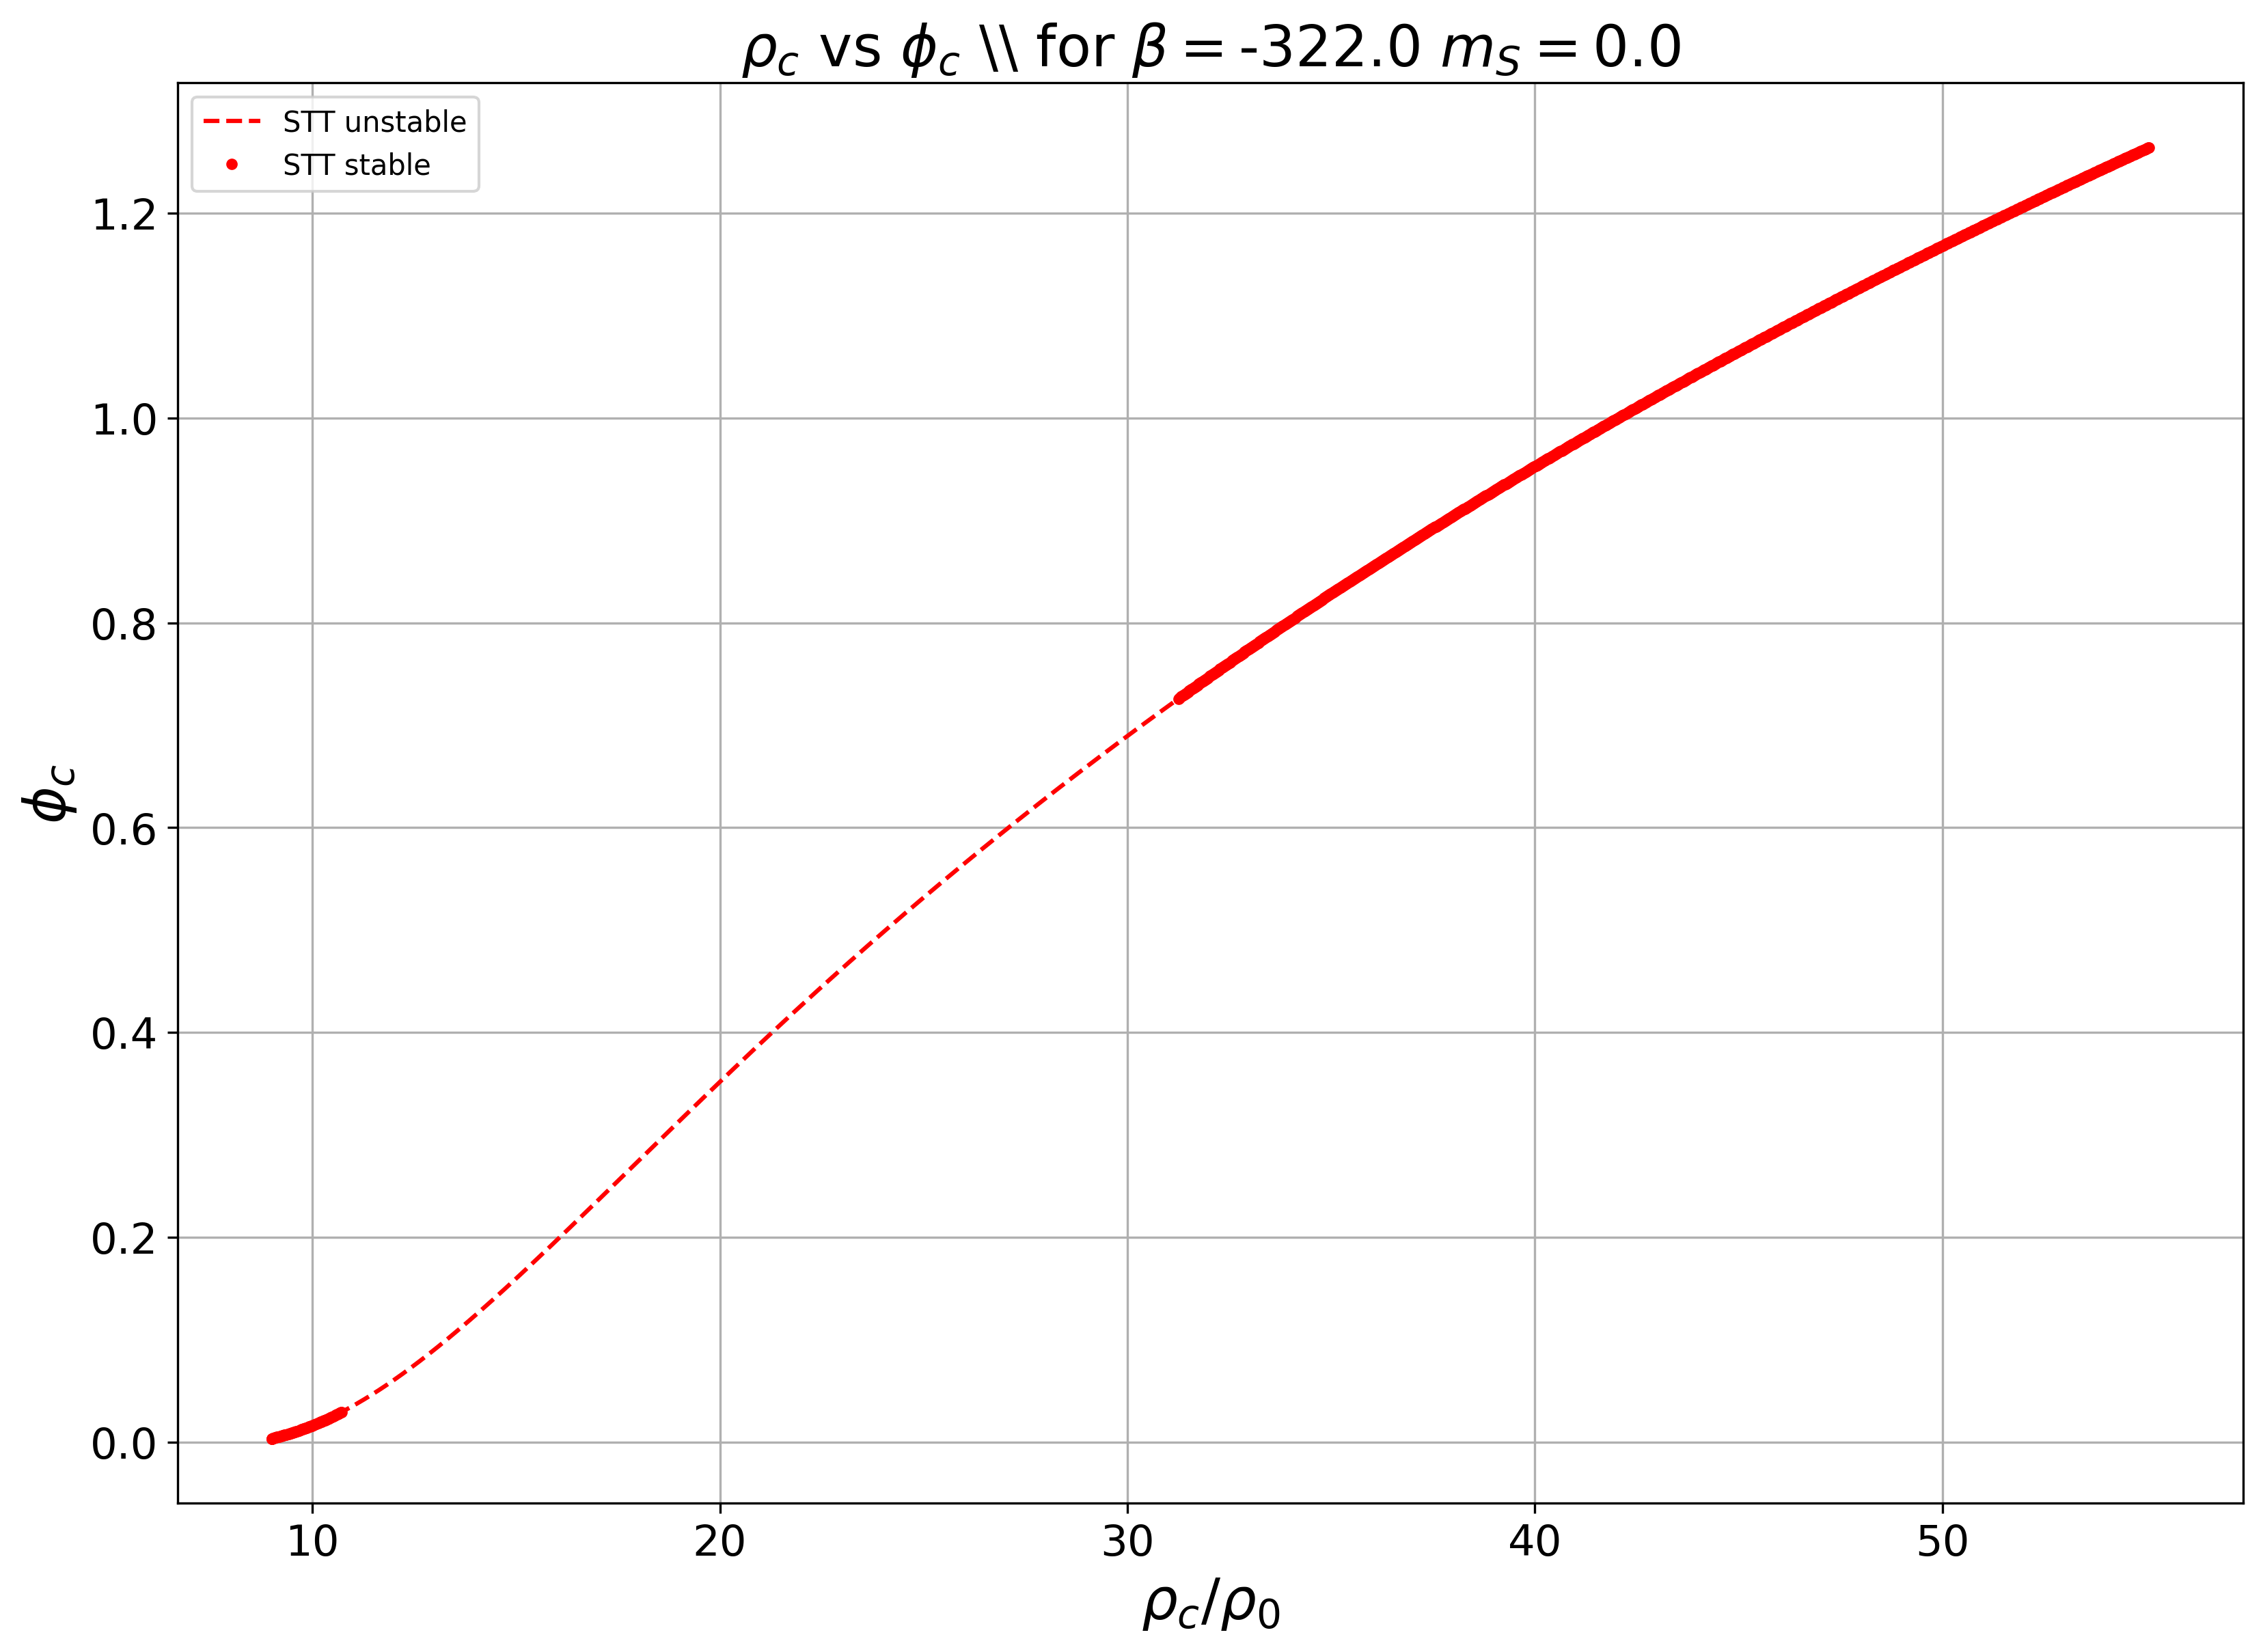 ρ_c vs ϕ_c \\ for β = -322.0 m_S = 0.0
STT unstable
STT stable
1.2
1.0
0.8
0.6
0.4
0.2
0.0
ϕ_c
10 20 30 40 50
ρ_c/ρ_0